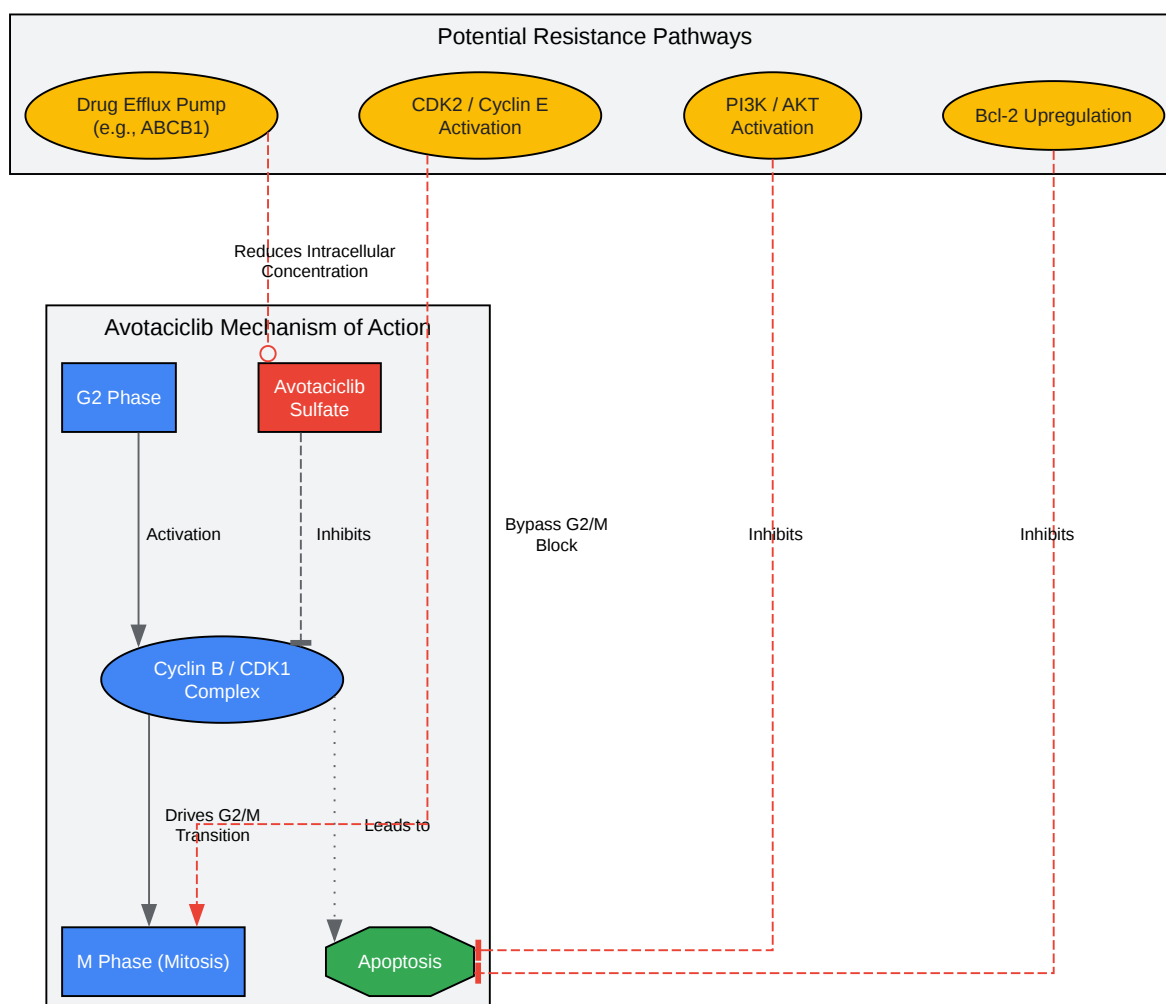 Potential Resistance Pathways
Drug Efflux Pump
(e.g., ABCB1)
CDK2 / Cyclin E
Activation
PI3K / AKT
Activation
Bcl-2 Upregulation
Reduces Intracellular
Concentration
Avotaciclib Mechanism of Action
G2 Phase
Avotaciclib
Sulfate
Activation
Inhibits
Bypass G2/M
Block
Inhibits
Inhibits
Cyclin B / CDK1
Complex
Drives G2/M
Transition
Leads to
M Phase (Mitosis)
Apoptosis